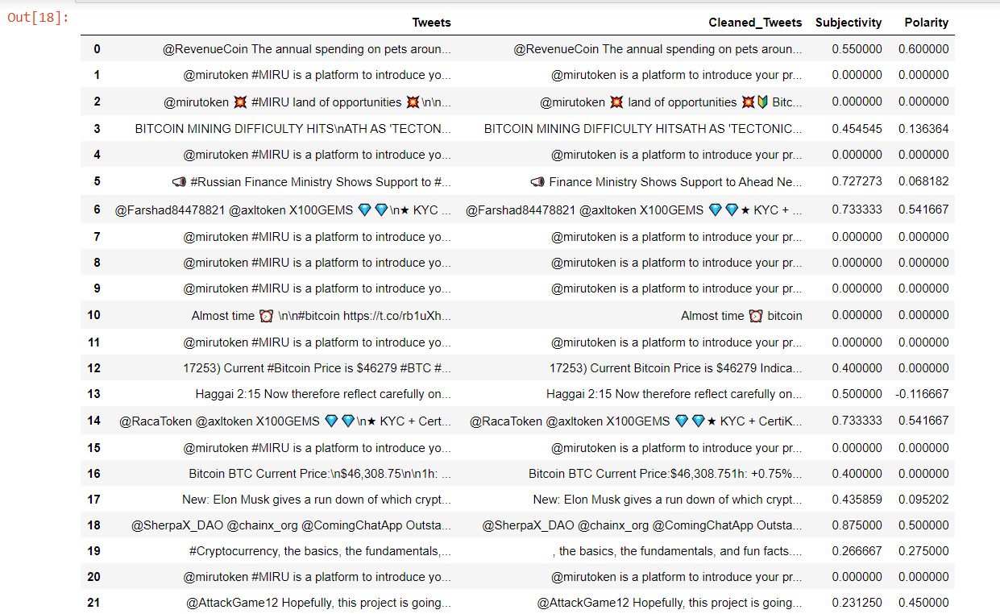 Out[18]:
Tweets Cleaned_Tweets Subjectivity Polarity
0 @RevenueCoin The annual spending on pets aroun... @RevenueCoin The annual spending on pets aroun... 0.550000 0.600000
1 @mirutoken #MIRU is a platform to introduce yo... @mirutoken is a platform to introduce your pr... 0.000000 0.000000
2 @mirutoken 💥 #MIRU land of opportunities 💥\n\n... @mirutoken 💥 land of opportunities 💥🔰 Bitc... 0.000000 0.000000
3 BITCOIN MINING DIFFICULTY HITS\nATH AS 'TECTON... BITCOIN MINING DIFFICULTY HITSATH AS 'TECTONIC... 0.454545 0.136364
4 @mirutoken #MIRU is a platform to introduce yo... @mirutoken is a platform to introduce your pr... 0.000000 0.000000
5 📣 #Russian Finance Ministry Shows Support to #... 📣 Finance Ministry Shows Support to Ahead Ne... 0.727273 0.068182
6 @Farshad84478821 @axltoken X100GEMS 💎💎\n★ KYC ... @Farshad84478821 @axltoken X100GEMS 💎💎★ KYC + ... 0.733333 0.541667
7 @mirutoken #MIRU is a platform to introduce yo... @mirutoken is a platform to introduce your pr... 0.000000 0.000000
8 @mirutoken #MIRU is a platform to introduce yo... @mirutoken is a platform to introduce your pr... 0.000000 0.000000
9 @mirutoken #MIRU is a platform to introduce yo... @mirutoken is a platform to introduce your pr... 0.000000 0.000000
10 Almost time ⏰ \n\n#bitcoin https://t.co/rb1uXh... Almost time ⏰ bitcoin 0.000000 0.000000
11 @mirutoken #MIRU is a platform to introduce yo... @mirutoken is a platform to introduce your pr... 0.000000 0.000000
12 17253) Current #Bitcoin Price is $46279 #BTC #... 17253) Current Bitcoin Price is $46279 Indica... 0.400000 0.000000
13 Haggai 2:15 Now therefore reflect carefully on... Haggai 2:15 Now therefore reflect carefully on... 0.500000 -0.116667
14 @RacaToken @axltoken X100GEMS 💎💎\n★ KYC + Cert... @RacaToken @axltoken X100GEMS 💎💎★ KYC + CertiK... 0.733333 0.541667
15 @mirutoken #MIRU is a platform to introduce yo... @mirutoken is a platform to introduce your pr... 0.000000 0.000000
16 Bitcoin BTC Current Price:\n$46,308.75\n\n1h: ... Bitcoin BTC Current Price:$46,308.751h: +0.75%... 0.400000 0.000000
17 New: Elon Musk gives a run down of which crypt... New: Elon Musk gives a run down of which crypt... 0.435859 0.095202
18 @SherpaX_DAO @chainx_org @ComingChatApp Outsta... @SherpaX_DAO @chainx_org @ComingChatApp Outsta... 0.875000 0.500000
19 #Cryptocurrency, the basics, the fundamentals,... , the basics, the fundamentals, and fun facts.... 0.266667 0.275000
20 @mirutoken #MIRU is a platform to introduce yo... @mirutoken is a platform to introduce your pr... 0.000000 0.000000
21 @AttackGame12 Hopefully, this project is going... @AttackGame12 Hopefully, this project is going... 0.231250 0.450000